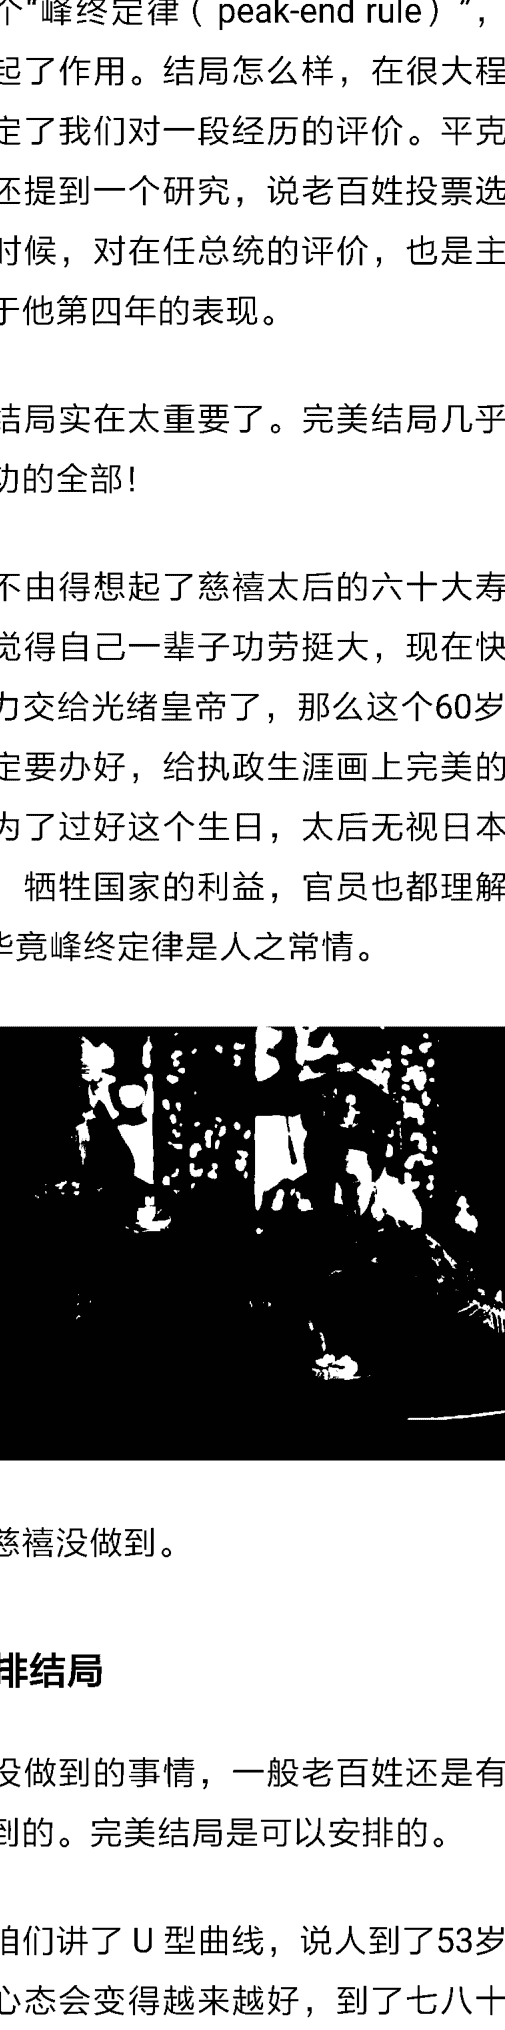 个“峰终定律（peak-end rule）”，
起了作用。结局怎么样，在很大程
定了我们对一段经历的评价。平克
还提到一个研究，说老百姓投票选
时候，对在任总统的评价，也是主
于他第四年的表现。
结局实在太重要了。完美结局几乎
功的全部！
不由得想起了慈禧太后的六十大寿
觉得自己一辈子功劳挺大，现在快
力交给光绪皇帝了，那么这个60岁
定要办好，给执政生涯画上完美的
为了过好这个生日，太后无视日本
牺牲国家的利益，官员也都理解
毕竟峰终定律是人之常情。
慈禧没做到。
排结局
没做到的事情，一般老百姓还是有
到的。完美结局是可以安排的。
咱们讲了 U 型曲线，说人到了53岁
心态会变得越来越好，到了七八十